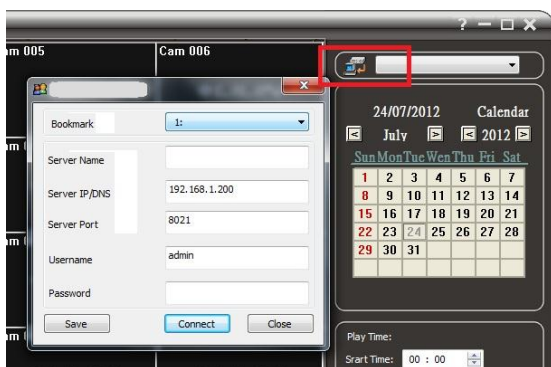 ? — □ X
am 005
Cam 006
X
Bookmark
1:
Server Name
Server IP/DNS
192.168.1.200
Server Port
8021
Username
admin
Password
Save
Connect
Close
am
am
am
24/07/2012 Calendar
< July > < 2012 >
Sun Mon Tue Wen Thu Fri Sat
1 2 3 4 5 6 7
8 9 10 11 12 13 14
15 16 17 18 19 20 21
22 23 24 25 26 27 28
29 30 31
Play Time:
Srart Time: 00 : 00